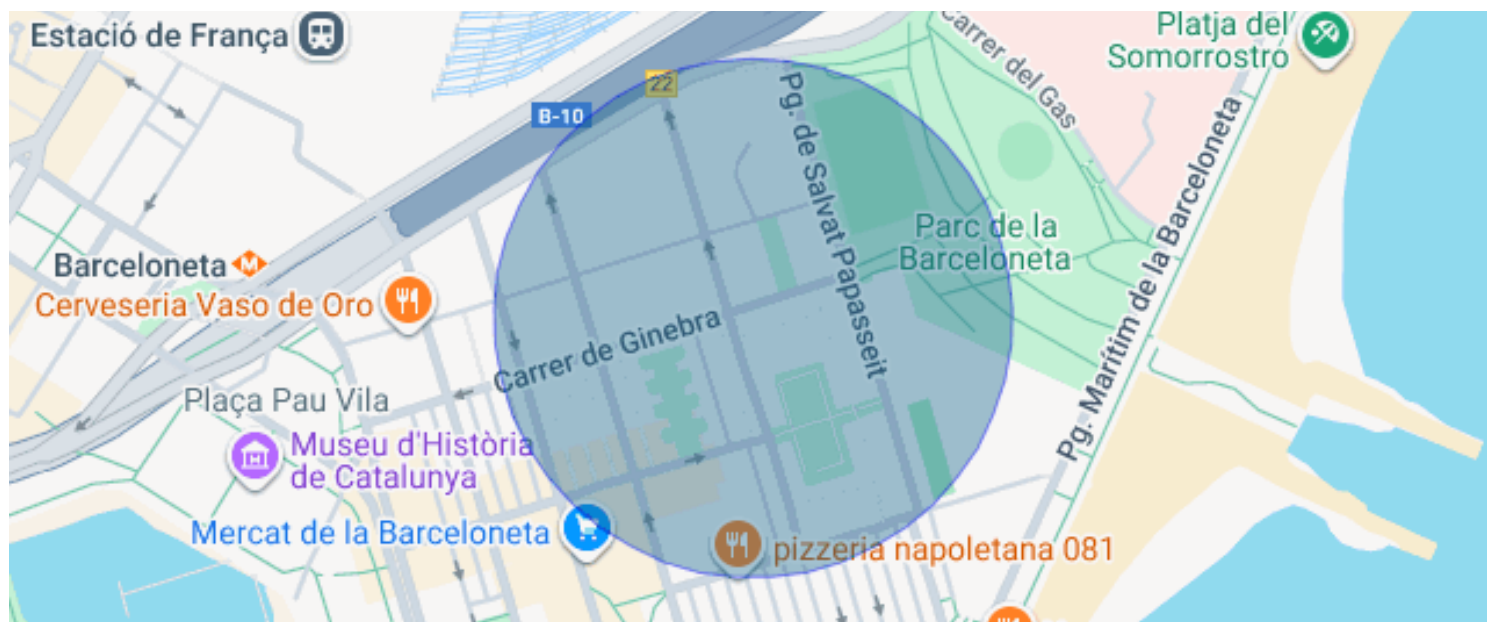 Estació de França
Platja del
Somorrostro
Carrer del Gas
22
B-10
Pg. de Salvat Papasseit
Pg. Marítim de la Barceloneta
Parc de la
Barceloneta
Barceloneta
M
Cerveseria Vaso de Oro
Carrer de Ginebra
Plaça Pau Vila
Museu d'Història
de Catalunya
Mercat de la Barceloneta
pizzeria napoletana 081